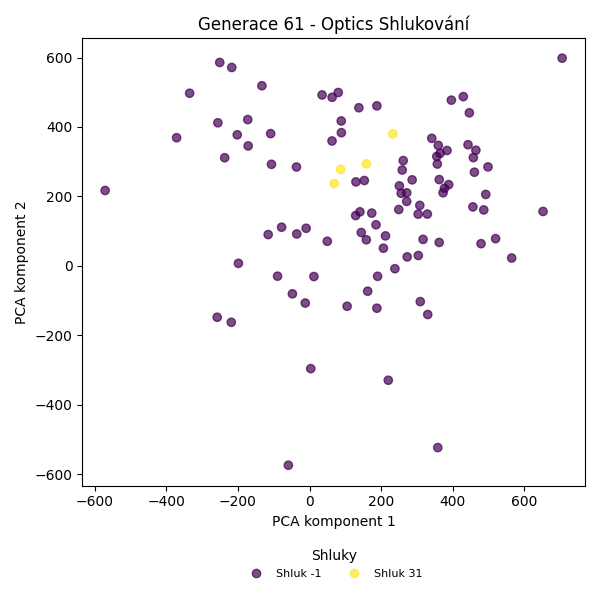 Generace 61 - Optics Shlukování
600
400
200
0
−200
−400
−600
PCA komponent 2
−600 −400 −200 0 200 400 600
PCA komponent 1
Shluky
Shluk -1 Shluk 31